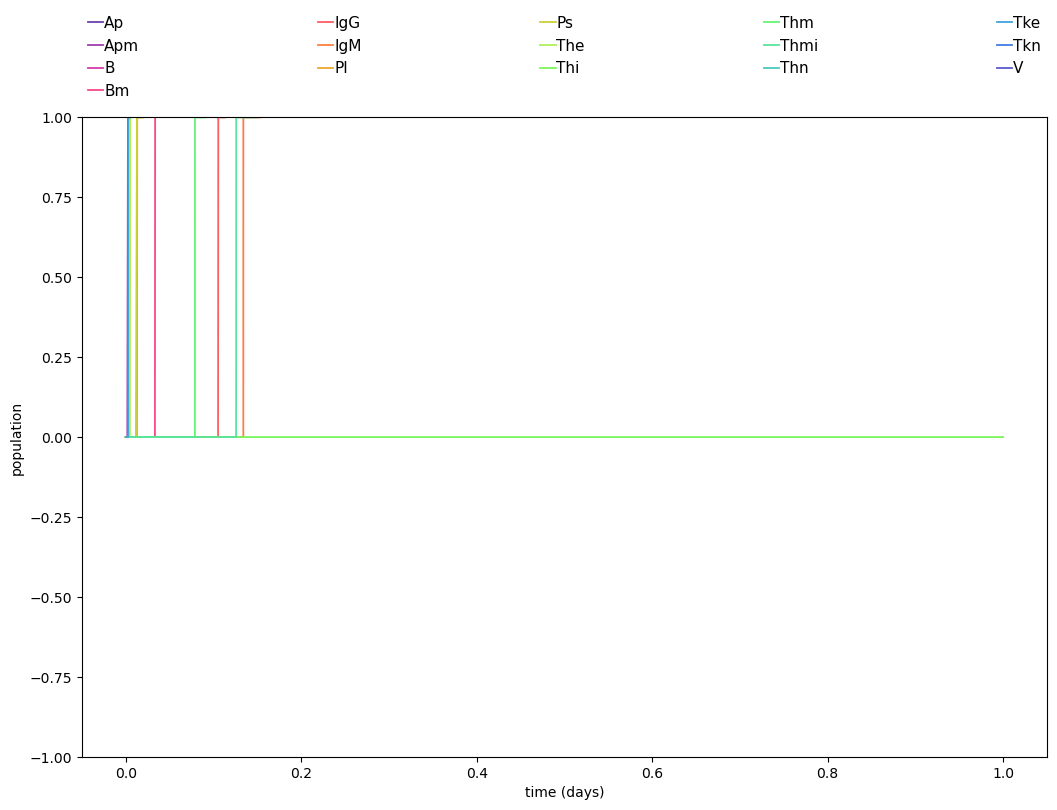 Ap IgG Ps Thm Tke
Apm IgM The Thmi Tkn
B Pl Thi Thn V
Bm
1.00
0.75
0.50
0.25
0.00
−0.25
−0.50
−0.75
−1.00
population
0.0 0.2 0.4 0.6 0.8 1.0
time (days)